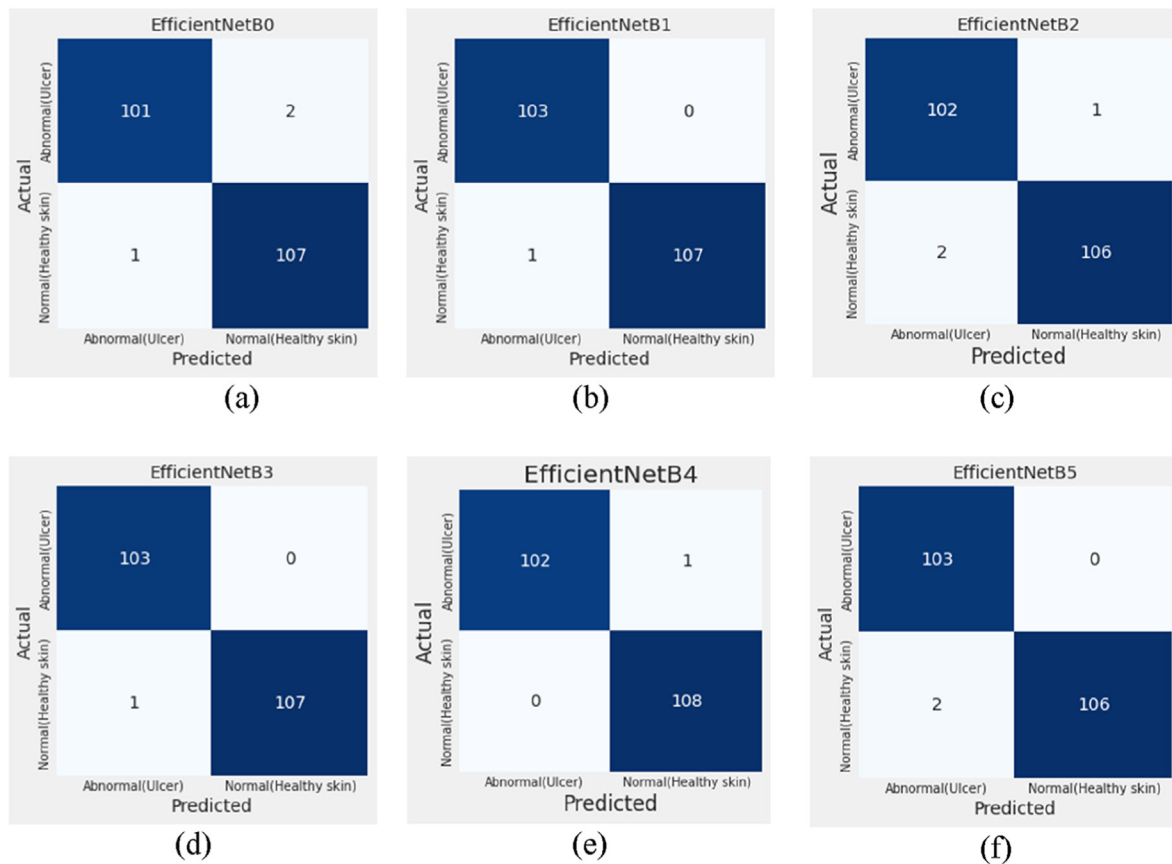 EfficientNetB0
Actual
Abnormal(Ulcer)
101
2
Normal(Healthy skin)
1
107
Abnormal(Ulcer)
Normal(Healthy skin)
Predicted
(a)
EfficientNetB1
Actual
Abnormal(Ulcer)
103
0
Normal(Healthy skin)
1
107
Abnormal(Ulcer)
Normal(Healthy skin)
Predicted
(b)
EfficientNetB2
Actual
Abnormal(Ulcer)
102
1
Normal(Healthy skin)
2
106
Abnormal(Ulcer)
Normal(Healthy skin)
Predicted
(c)
EfficientNetB3
Actual
Abnormal(Ulcer)
103
0
Normal(Healthy skin)
1
107
Abnormal(Ulcer)
Normal(Healthy skin)
Predicted
(d)
EfficientNetB4
Actual
Abnormal(Ulcer)
102
1
Normal(Healthy skin)
0
108
Abnormal(Ulcer)
Normal(Healthy skin)
Predicted
(e)
EfficientNetB5
Actual
Abnormal(Ulcer)
103
0
Normal(Healthy skin)
2
106
Abnormal(Ulcer)
Normal(Healthy skin)
Predicted
(f)